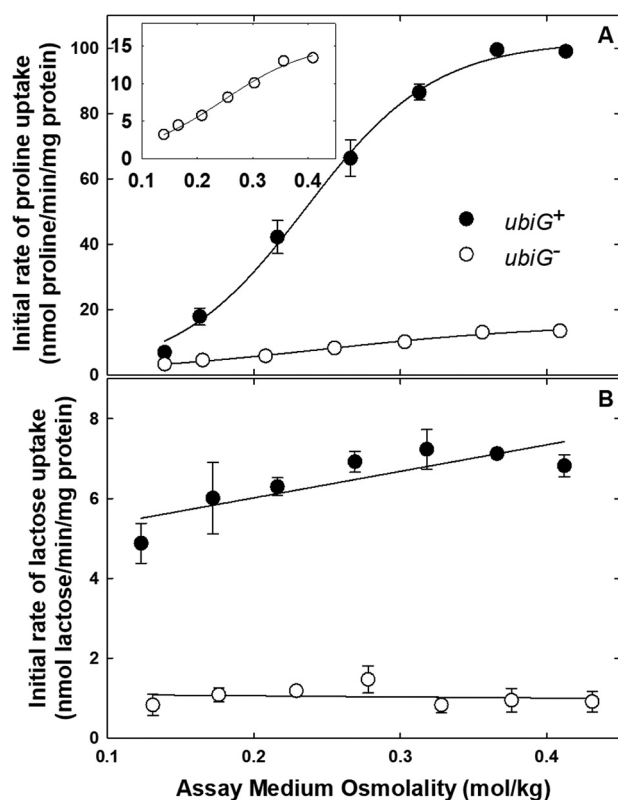 A
15
10
5
0
0.1 0.2 0.3 0.4
100
80
60
40
20
0
Initial rate of proline uptake
(nmol proline/min/mg protein)
ubiG+
ubiG-
B
8
6
4
2
0
Initial rate of lactose uptake
(nmol lactose/min/mg protein)
0.1 0.2 0.3 0.4
Assay Medium Osmolality (mol/kg)